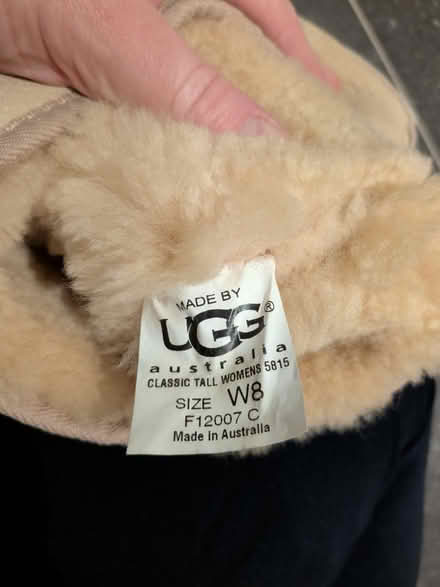 MADE BY
UGG®
australia
CLASSIC TALL WOMENS 5815
SIZE W8
F12007 C
Made in Australia